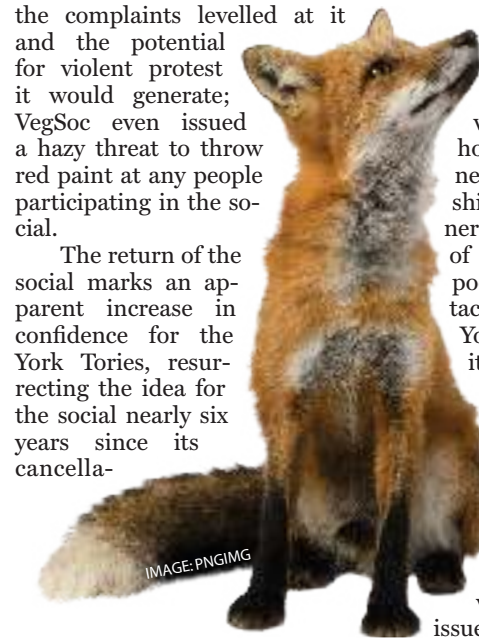 the complaints levelled at it
and the potential
for violent protest
it would generate;
VegSoc even issued
a hazy threat to throw
red paint at any people
participating in the so-
cial.
The return of the
social marks an ap-
parent increase in
confidence for the
York Tories, resur-
recting the idea for
the social nearly six
years since its
cancella-
IMAGE: PNGIMG